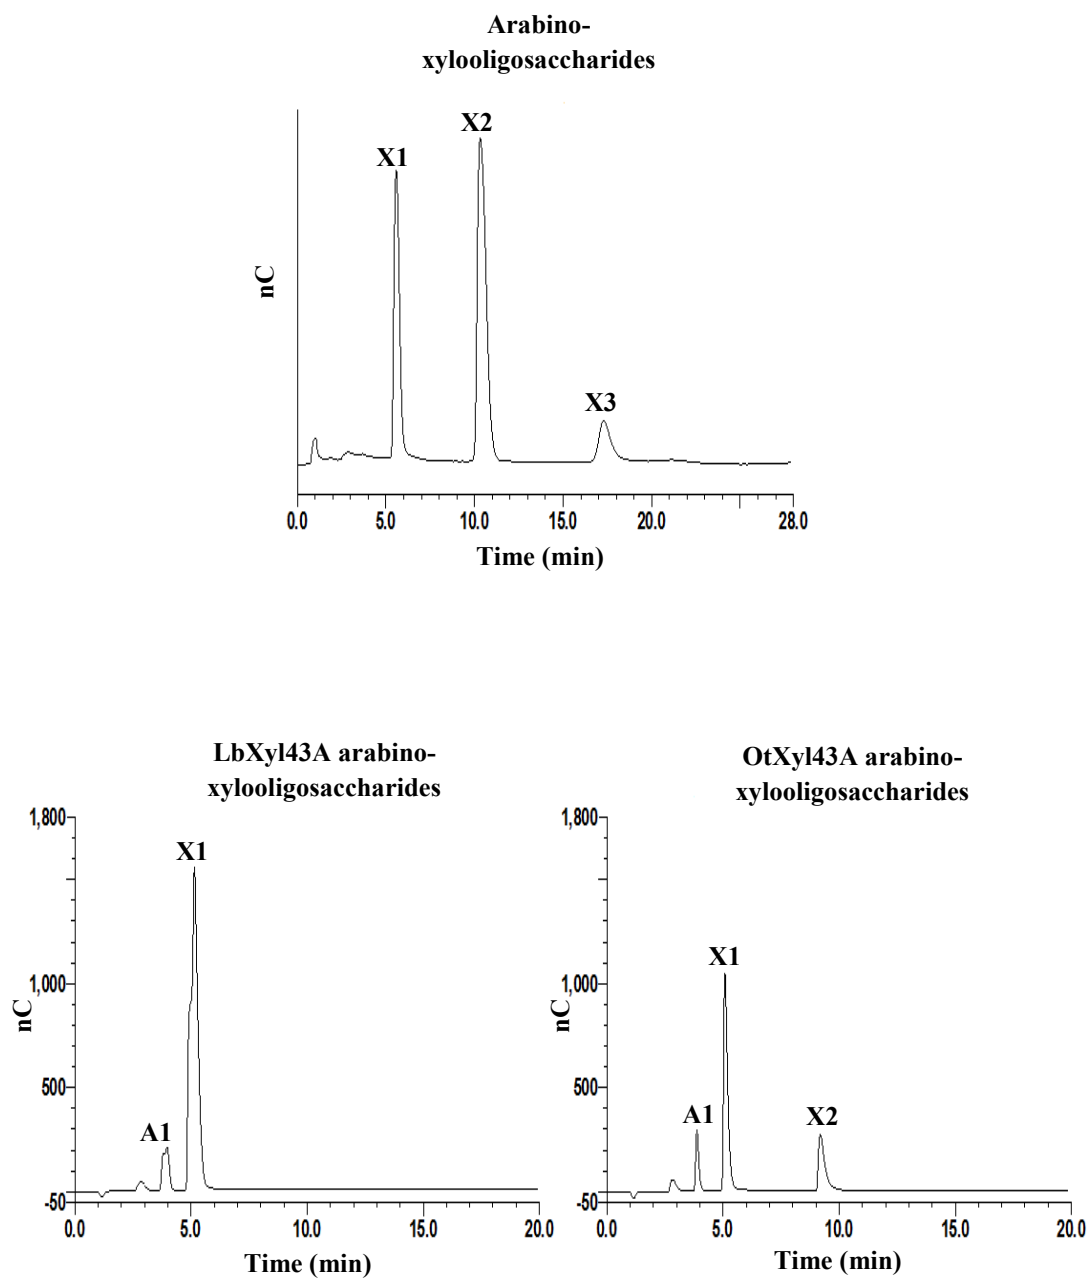 Arabino-
xylooligosaccharides
X2
X1
X3
nC
0.0 5.0 10.0 15.0 20.0 28.0
Time (min)
LbXyl43A arabino-
xylooligosaccharides
1,800
X1
1,000
nC
500
A1
-50
0.0 5.0 10.0 15.0 20.0
Time (min)
OtXyl43A arabino-
xylooligosaccharides
1,800
X1
1,000
nC
500
A1 X2
-50
0.0 5.0 10.0 15.0 20.0
Time (min)